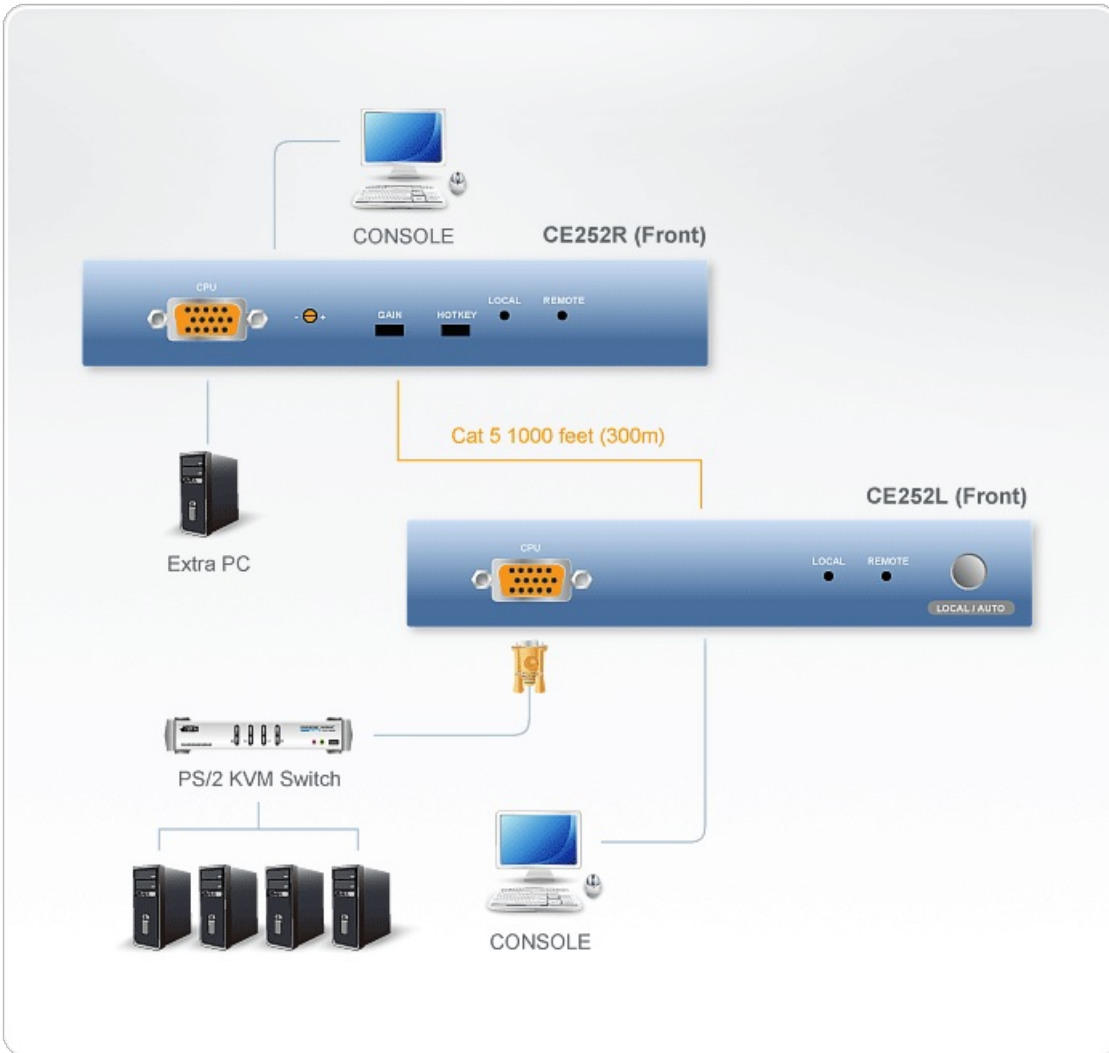 CONSOLE
CE252R (Front)
CPU
- +
GAIN
HOTKEY
LOCAL
REMOTE
Cat 5 1000 feet (300m)
Extra PC
CE252L (Front)
CPU
LOCAL
REMOTE
LOCAL / AUTO
PS/2 KVM Switch
CONSOLE